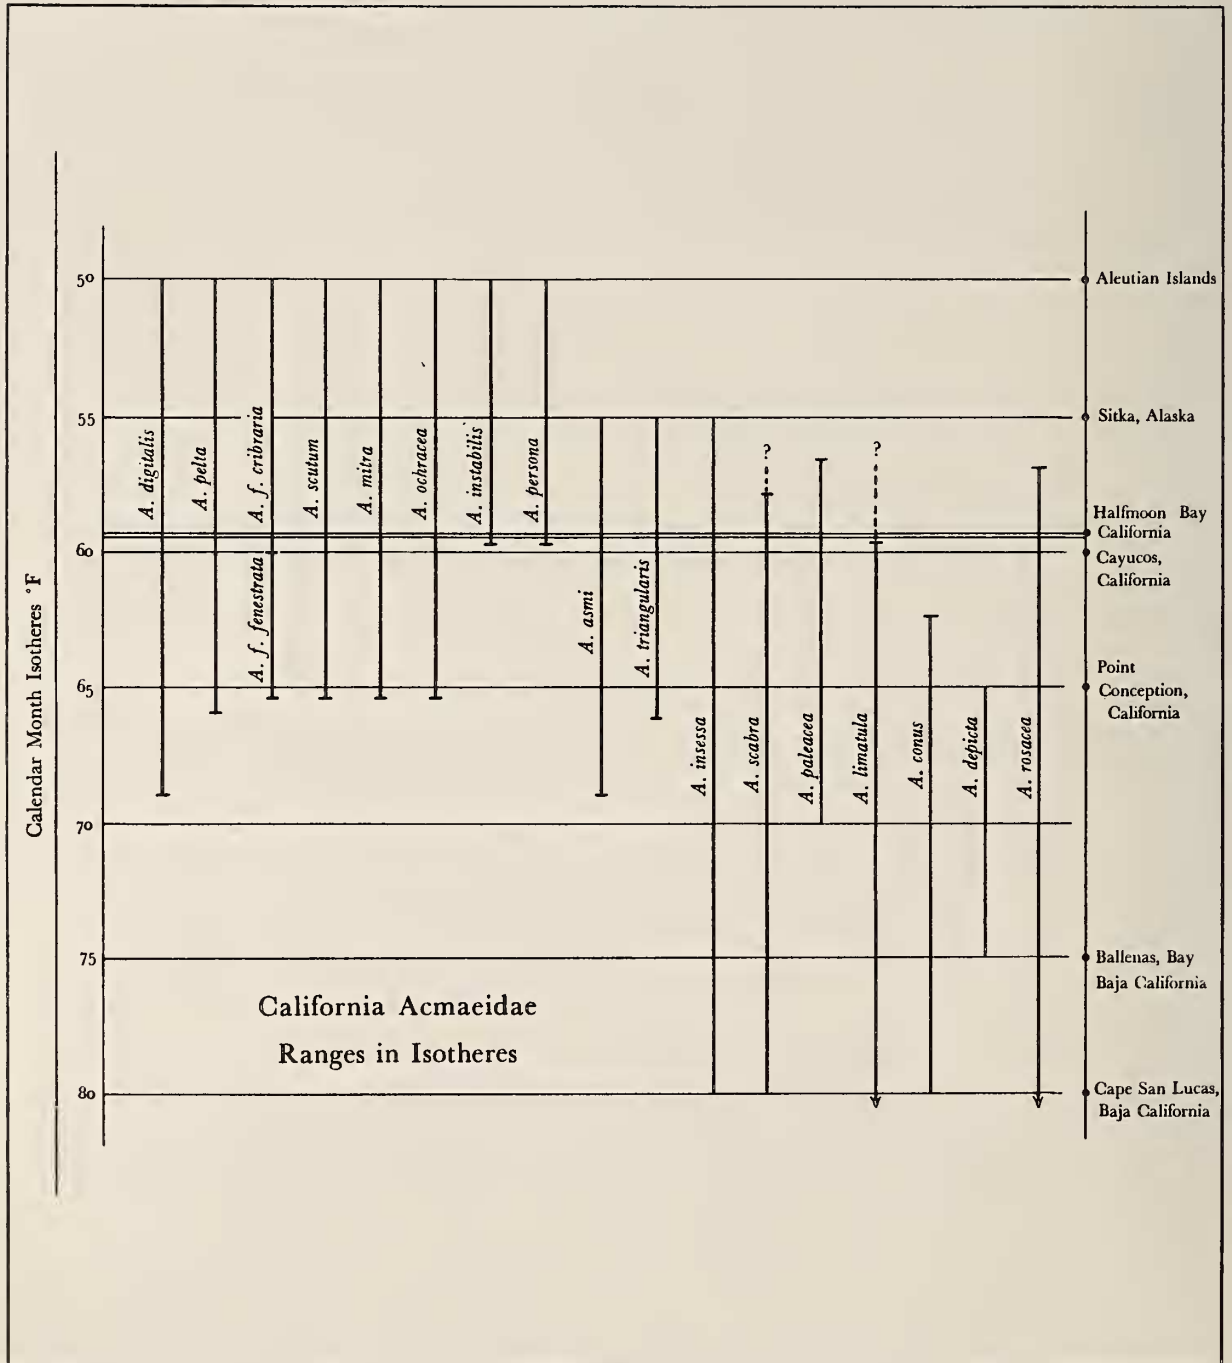 Calendar Month Isotheres °F
50
55
60
65
70
75
80
A. digitalis
A. pelta
A. f. cribraria
A. f. fenestrata
A. scutum
A. mitra
A. ochracea
A. instabilis
A. persona
A. asmi
A. triangularis
A. insessa
?
A. scabra
A. paleacea
?
A. limatula
A. conus
A. depicta
A. rosacea
Aleutian Islands
Sitka, Alaska
Halfmoon Bay
California
Cayucos,
California
Point
Conception,
California
Ballenas, Bay
Baja California
Cape San Lucas,
Baja California
California Acmaeidae
Ranges in Isotheres